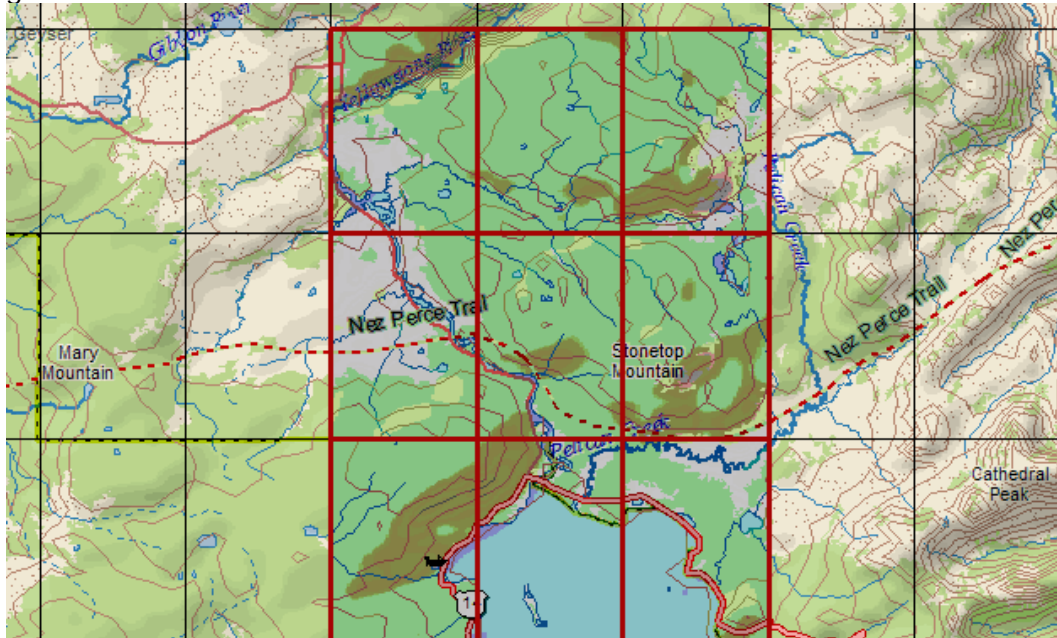 Geyser
Gibbon River
Yellowstone River
Pelican Creek
Nez Perce
Nez Perce Trail
Nez Perce Trail
Mary
Mountain
Stonetop
Mountain
Pelican Creek
Cathedral
Peak
14